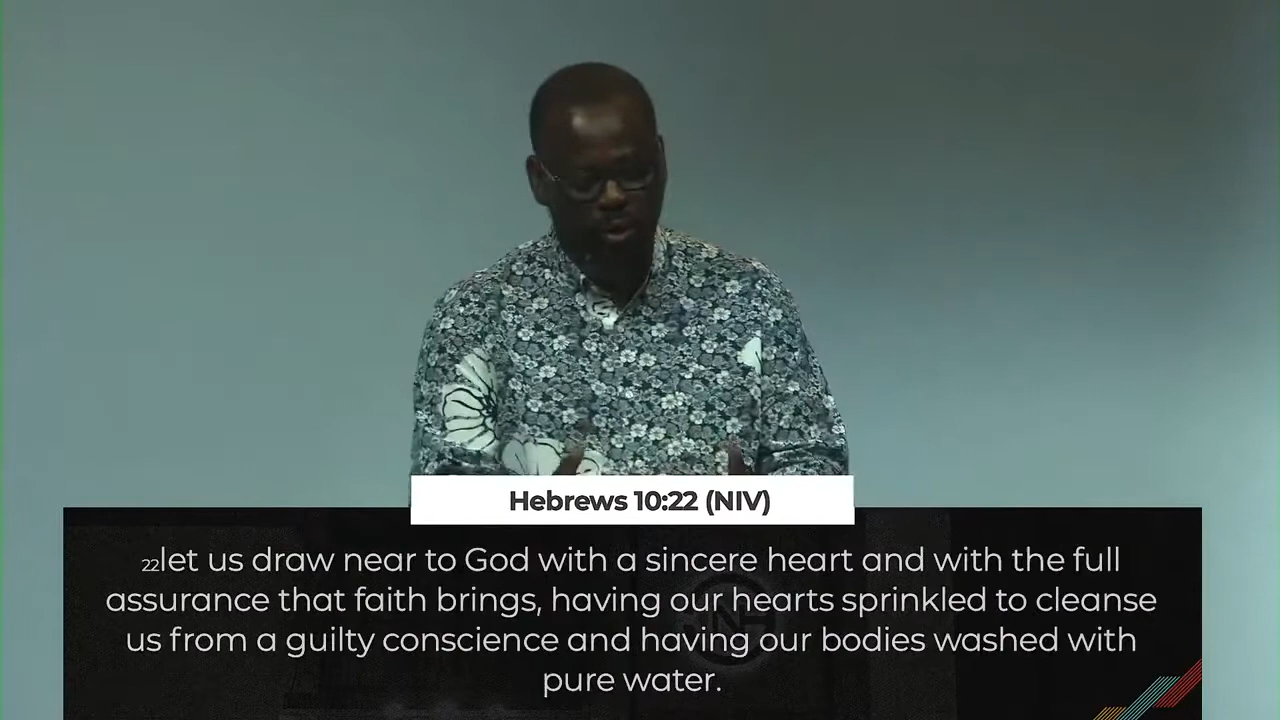 Hebrews 10:22 (NIV)
22let us draw near to God with a sincere heart and with the full
assurance that faith brings, having our hearts sprinkled to cleanse
us from a guilty conscience and having our bodies washed with
pure water.